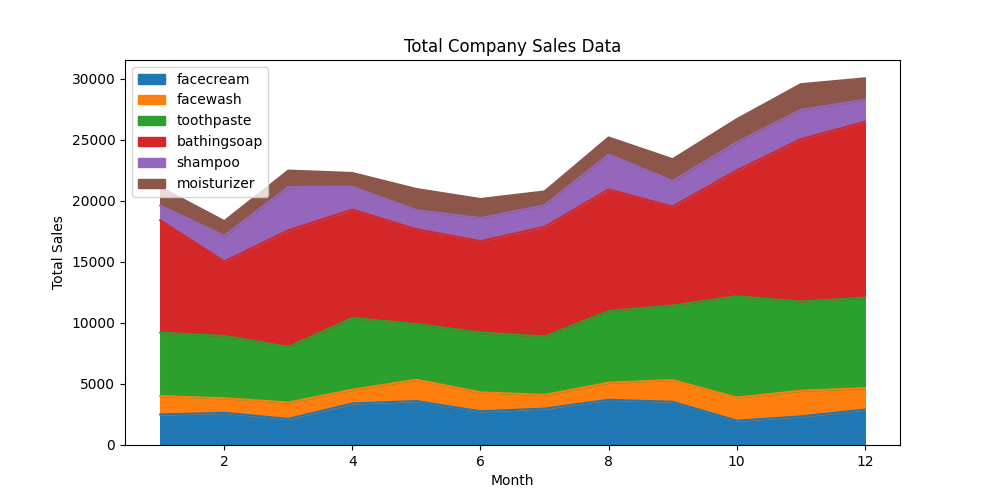 Total Company Sales Data
30000
25000
20000
15000
10000
5000
0
Total Sales
facecream
facewash
toothpaste
bathingsoap
shampoo
moisturizer
2 4 6 8 10 12
Month